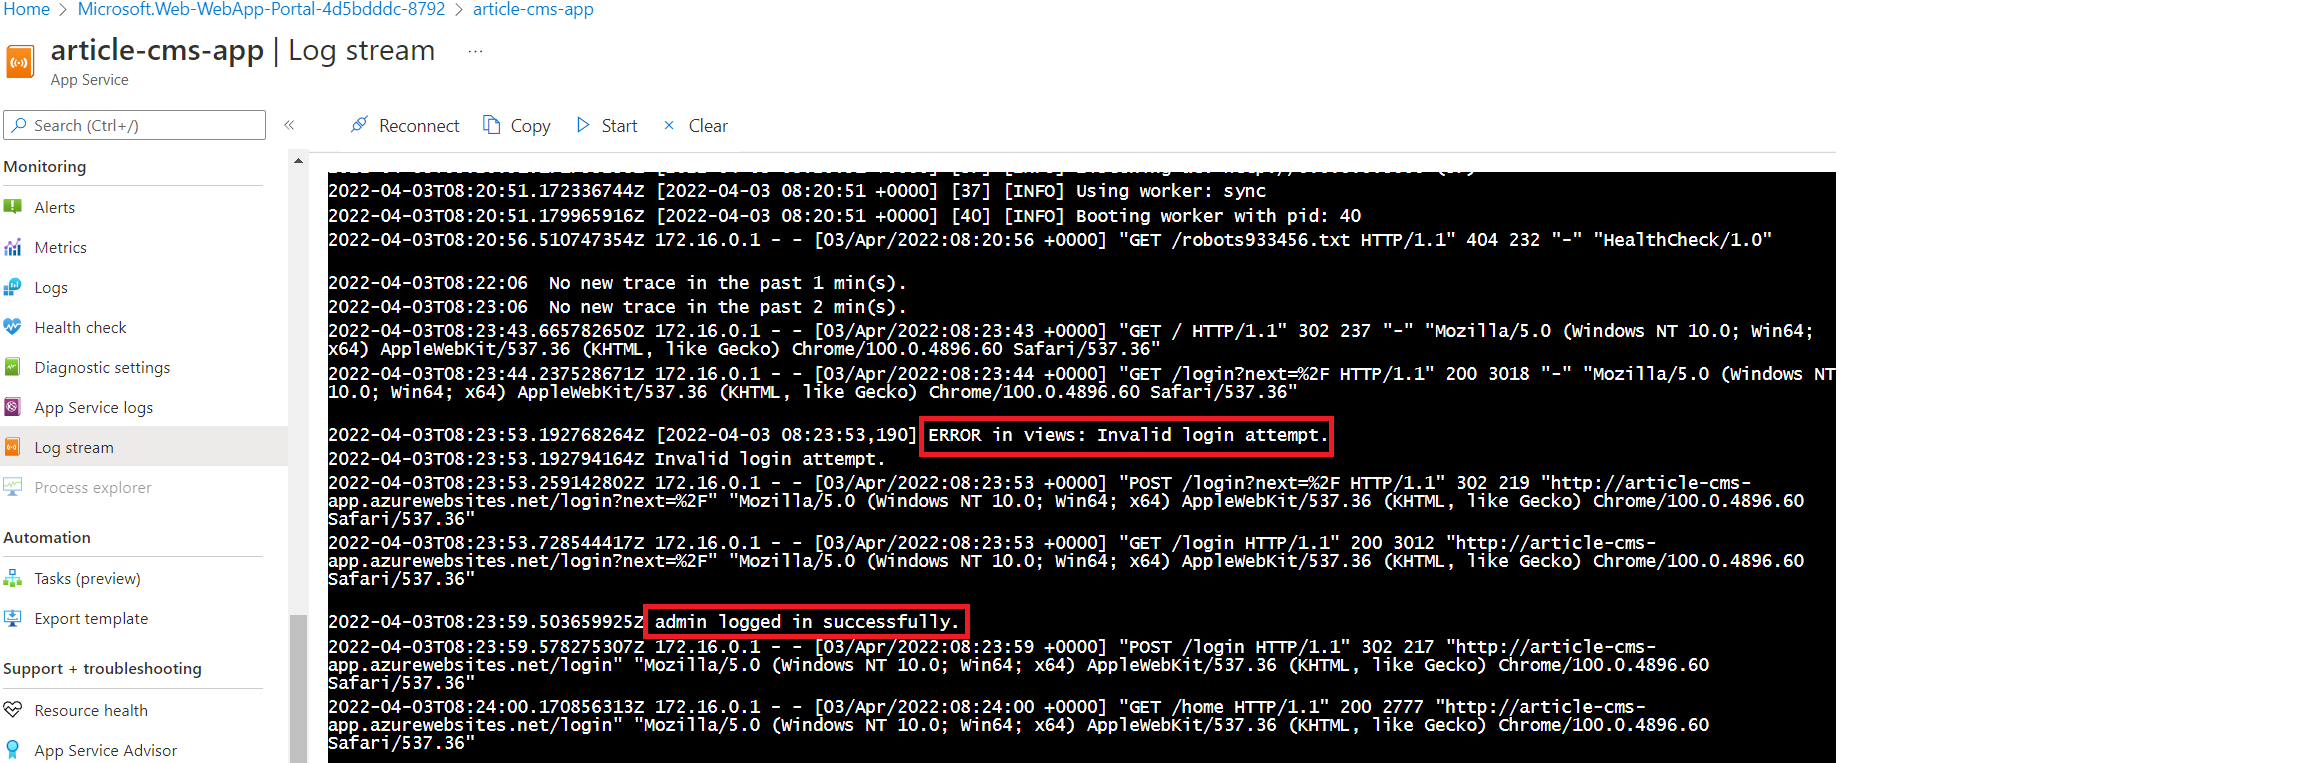 Home > Microsoft.Web-WebApp-Portal-4d5bdddc-8792 > article-cms-app
article-cms-app | Log stream ...
App Service
Search (Ctrl+/)
«
Reconnect
Copy
Start
Clear
Monitoring
Alerts
Metrics
Logs
Health check
Diagnostic settings
App Service logs
Log stream
Process explorer
Automation
Tasks (preview)
Export template
Support + troubleshooting
Resource health
App Service Advisor
2022-04-03T08:20:51.172336744Z [2022-04-03 08:20:51 +0000] [37] [INFO] Using worker: sync
2022-04-03T08:20:51.179965916Z [2022-04-03 08:20:51 +0000] [40] [INFO] Booting worker with pid: 40
2022-04-03T08:20:56.510747354Z 172.16.0.1 - - [03/Apr/2022:08:20:56 +0000] "GET /robots933456.txt HTTP/1.1" 404 232 "-" "HealthCheck/1.0"
2022-04-03T08:22:06  No new trace in the past 1 min(s).
2022-04-03T08:23:06  No new trace in the past 2 min(s).
2022-04-03T08:23:43.665782650Z 172.16.0.1 - - [03/Apr/2022:08:23:43 +0000] "GET / HTTP/1.1" 302 237 "-" "Mozilla/5.0 (Windows NT 10.0; Win64;
x64) AppleWebKit/537.36 (KHTML, like Gecko) Chrome/100.0.4896.60 Safari/537.36"
2022-04-03T08:23:44.237528671Z 172.16.0.1 - - [03/Apr/2022:08:23:44 +0000] "GET /login?next=%2F HTTP/1.1" 200 3018 "-" "Mozilla/5.0 (Windows NT
10.0; Win64; x64) AppleWebKit/537.36 (KHTML, like Gecko) Chrome/100.0.4896.60 Safari/537.36"
2022-04-03T08:23:53.192768264Z [2022-04-03 08:23:53,190] ERROR in views: Invalid login attempt.
2022-04-03T08:23:53.192794164Z Invalid login attempt.
2022-04-03T08:23:53.259142802Z 172.16.0.1 - - [03/Apr/2022:08:23:53 +0000] "POST /login?next=%2F HTTP/1.1" 302 219 "http://article-cms-
app.azurewebsites.net/login?next=%2F" "Mozilla/5.0 (Windows NT 10.0; Win64; x64) AppleWebKit/537.36 (KHTML, like Gecko) Chrome/100.0.4896.60
Safari/537.36"
2022-04-03T08:23:53.728544417Z 172.16.0.1 - - [03/Apr/2022:08:23:53 +0000] "GET /login HTTP/1.1" 200 3012 "http://article-cms-
app.azurewebsites.net/login?next=%2F" "Mozilla/5.0 (Windows NT 10.0; Win64; x64) AppleWebKit/537.36 (KHTML, like Gecko) Chrome/100.0.4896.60
Safari/537.36"
2022-04-03T08:23:59.503659925Z admin logged in successfully.
2022-04-03T08:23:59.578275307Z 172.16.0.1 - - [03/Apr/2022:08:23:59 +0000] "POST /login HTTP/1.1" 302 217 "http://article-cms-
app.azurewebsites.net/login" "Mozilla/5.0 (Windows NT 10.0; Win64; x64) AppleWebKit/537.36 (KHTML, like Gecko) Chrome/100.0.4896.60
Safari/537.36"
2022-04-03T08:24:00.170856313Z 172.16.0.1 - - [03/Apr/2022:08:24:00 +0000] "GET /home HTTP/1.1" 200 2777 "http://article-cms-
app.azurewebsites.net/login" "Mozilla/5.0 (Windows NT 10.0; Win64; x64) AppleWebKit/537.36 (KHTML, like Gecko) Chrome/100.0.4896.60
Safari/537.36"